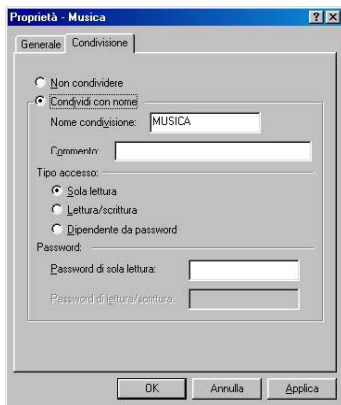 Proprietà - Musica
Generale Condivisione
Non condividere
Condividi con nome
Nome condivisione: MUSICA
Commento:
Tipo accesso:
Sola lettura
Lettura/scrittura
Dipendente da password
Password:
Password di sola lettura:
Password di lettura/scrittura:
OK Annulla Applica